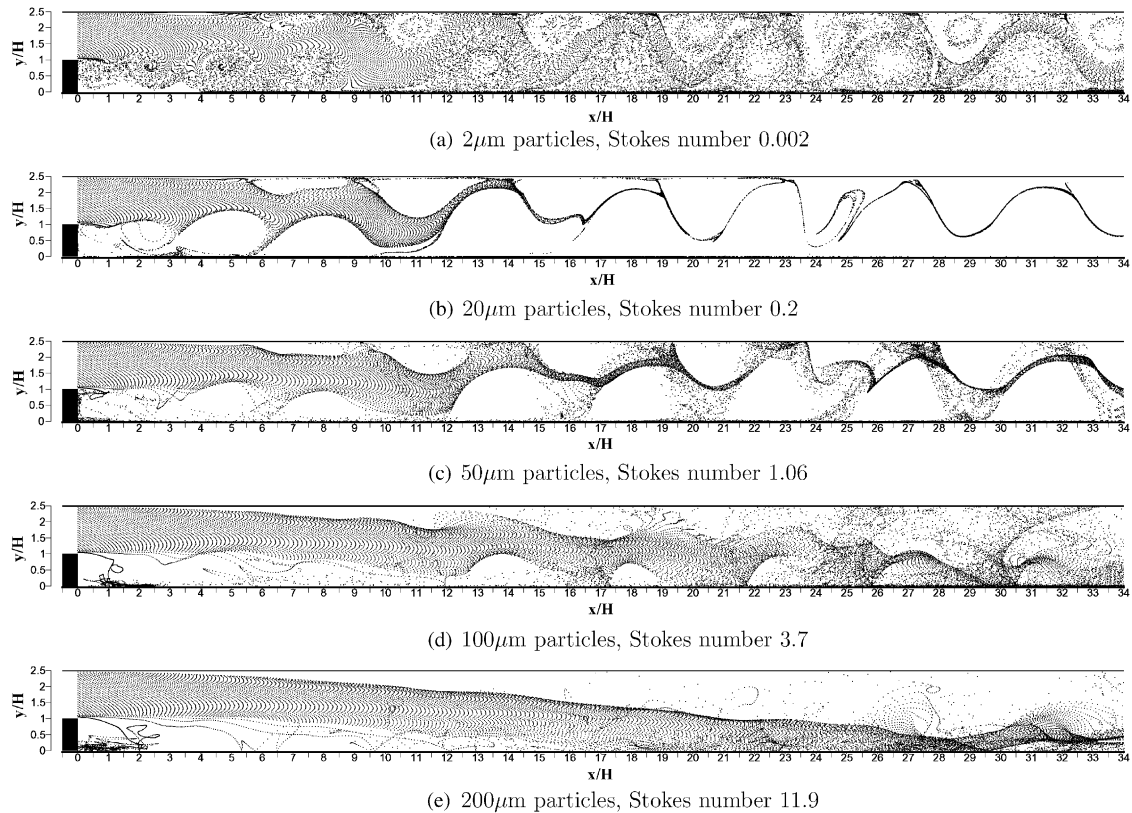 2.5
2
1.5
1
0.5
0
y/H
0 1 2 3 4 5 6 7 8 9 10 11 12 13 14 15 16 17 18 19 20 21 22 23 24 25 26 27 28 29 30 31 32 33 34
x/H
(a) 2μm particles, Stokes number 0.002
2.5
2
1.5
1
0.5
0
y/H
0 1 2 3 4 5 6 7 8 9 10 11 12 13 14 15 16 17 18 19 20 21 22 23 24 25 26 27 28 29 30 31 32 33 34
x/H
(b) 20μm particles, Stokes number 0.2
2.5
2
1.5
1
0.5
0
y/H
0 1 2 3 4 5 6 7 8 9 10 11 12 13 14 15 16 17 18 19 20 21 22 23 24 25 26 27 28 29 30 31 32 33 34
x/H
(c) 50μm particles, Stokes number 1.06
2.5
2
1.5
1
0.5
0
y/H
0 1 2 3 4 5 6 7 8 9 10 11 12 13 14 15 16 17 18 19 20 21 22 23 24 25 26 27 28 29 30 31 32 33 34
x/H
(d) 100μm particles, Stokes number 3.7
2.5
2
1.5
1
0.5
0
y/H
0 1 2 3 4 5 6 7 8 9 10 11 12 13 14 15 16 17 18 19 20 21 22 23 24 25 26 27 28 29 30 31 32 33 34
x/H
(e) 200μm particles, Stokes number 11.9